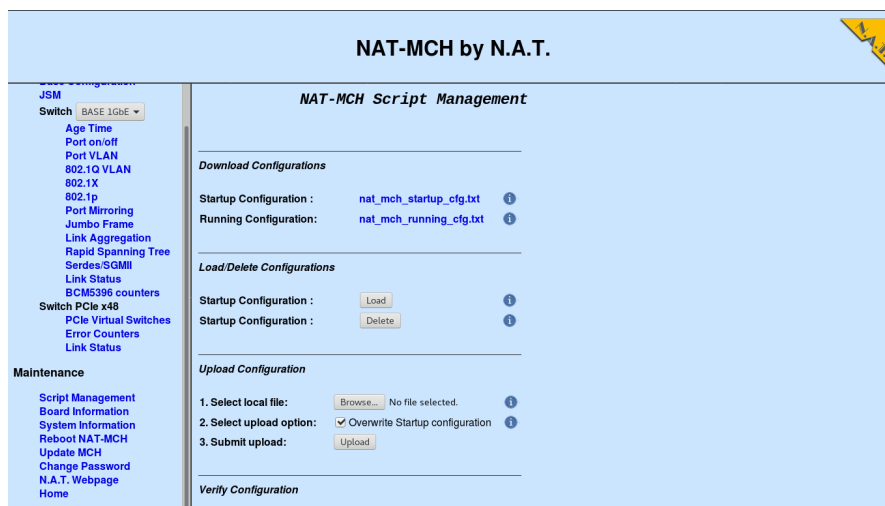 NAT-MCH by N.A.T.
N.A.T.
Base Configuration
JSM
Switch BASE 1GbE
Age Time
Port on/off
Port VLAN
802.1Q VLAN
802.1X
802.1p
Port Mirroring
Jumbo Frame
Link Aggregation
Rapid Spanning Tree
Serdes/SGMII
Link Status
BCM5396 counters
Switch PCIe x48
PCIe Virtual Switches
Error Counters
Link Status
Maintenance
Script Management
Board Information
System Information
Reboot NAT-MCH
Update MCH
Change Password
N.A.T. Webpage
Home
NAT-MCH Script Management
Download Configurations
Startup Configuration : nat_mch_startup_cfg.txt
Running Configuration: nat_mch_running_cfg.txt
Load/Delete Configurations
Startup Configuration : Load
Startup Configuration : Delete
Upload Configuration
1. Select local file: Browse... No file selected.
2. Select upload option: Overwrite Startup configuration
3. Submit upload: Upload
Verify Configuration